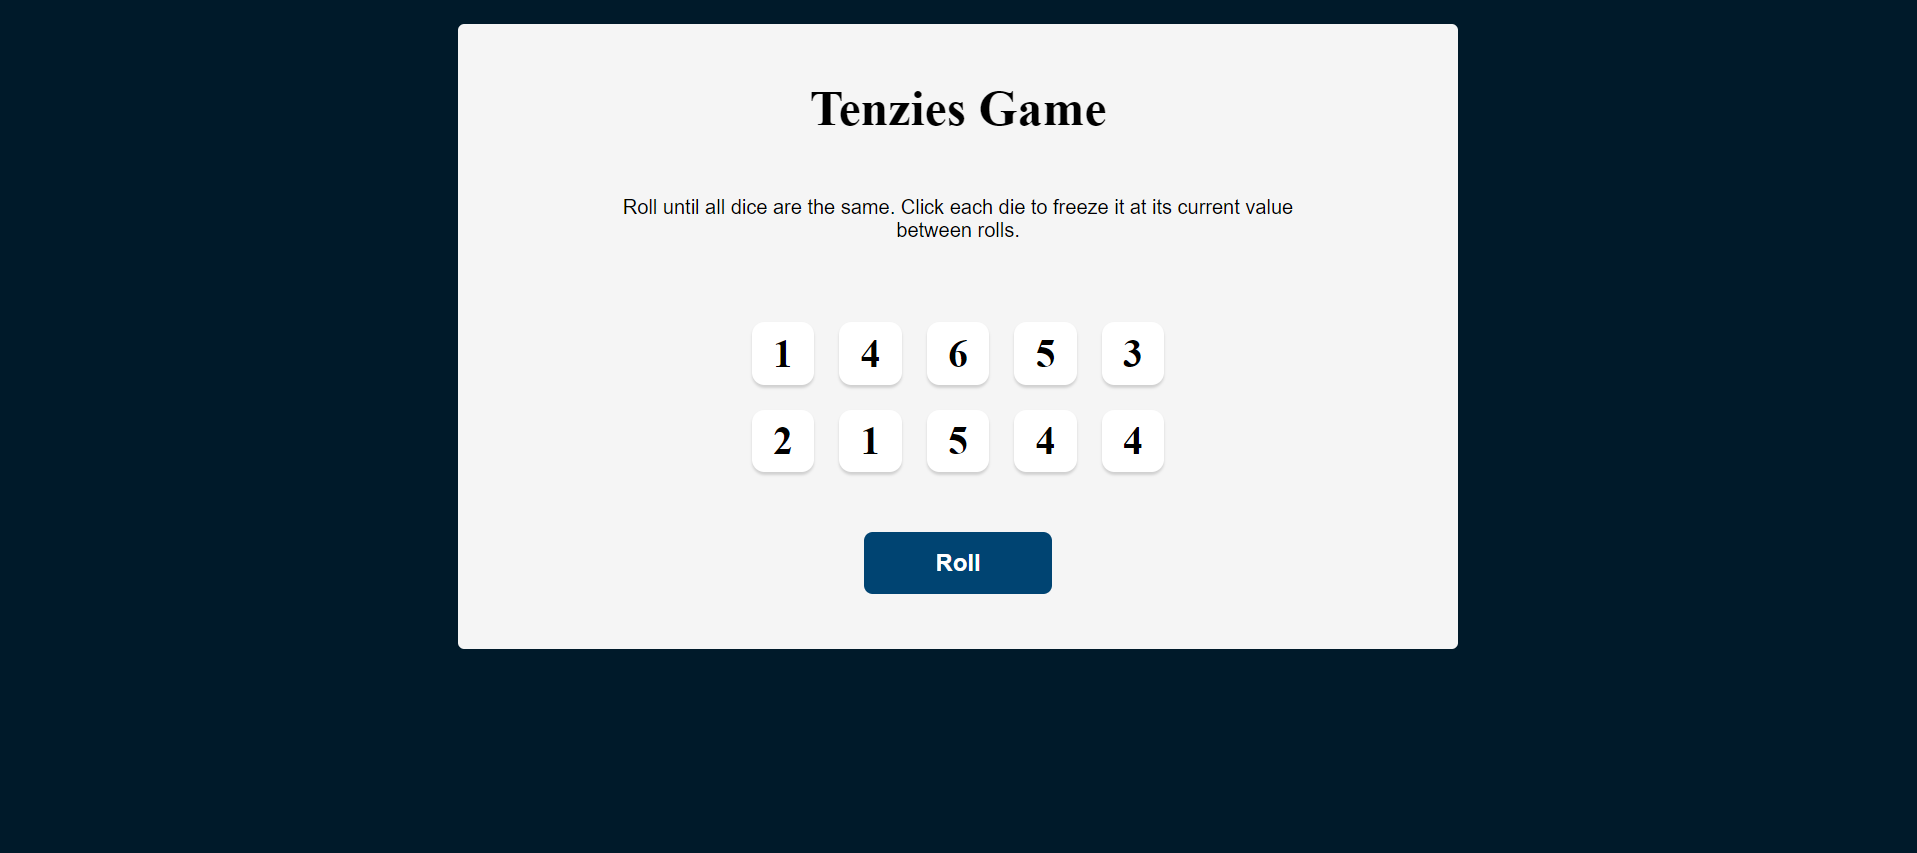 Tenzies Game
Roll until all dice are the same. Click each die to freeze it at its current value
between rolls.
1 4 6 5 3
2 1 5 4 4
Roll